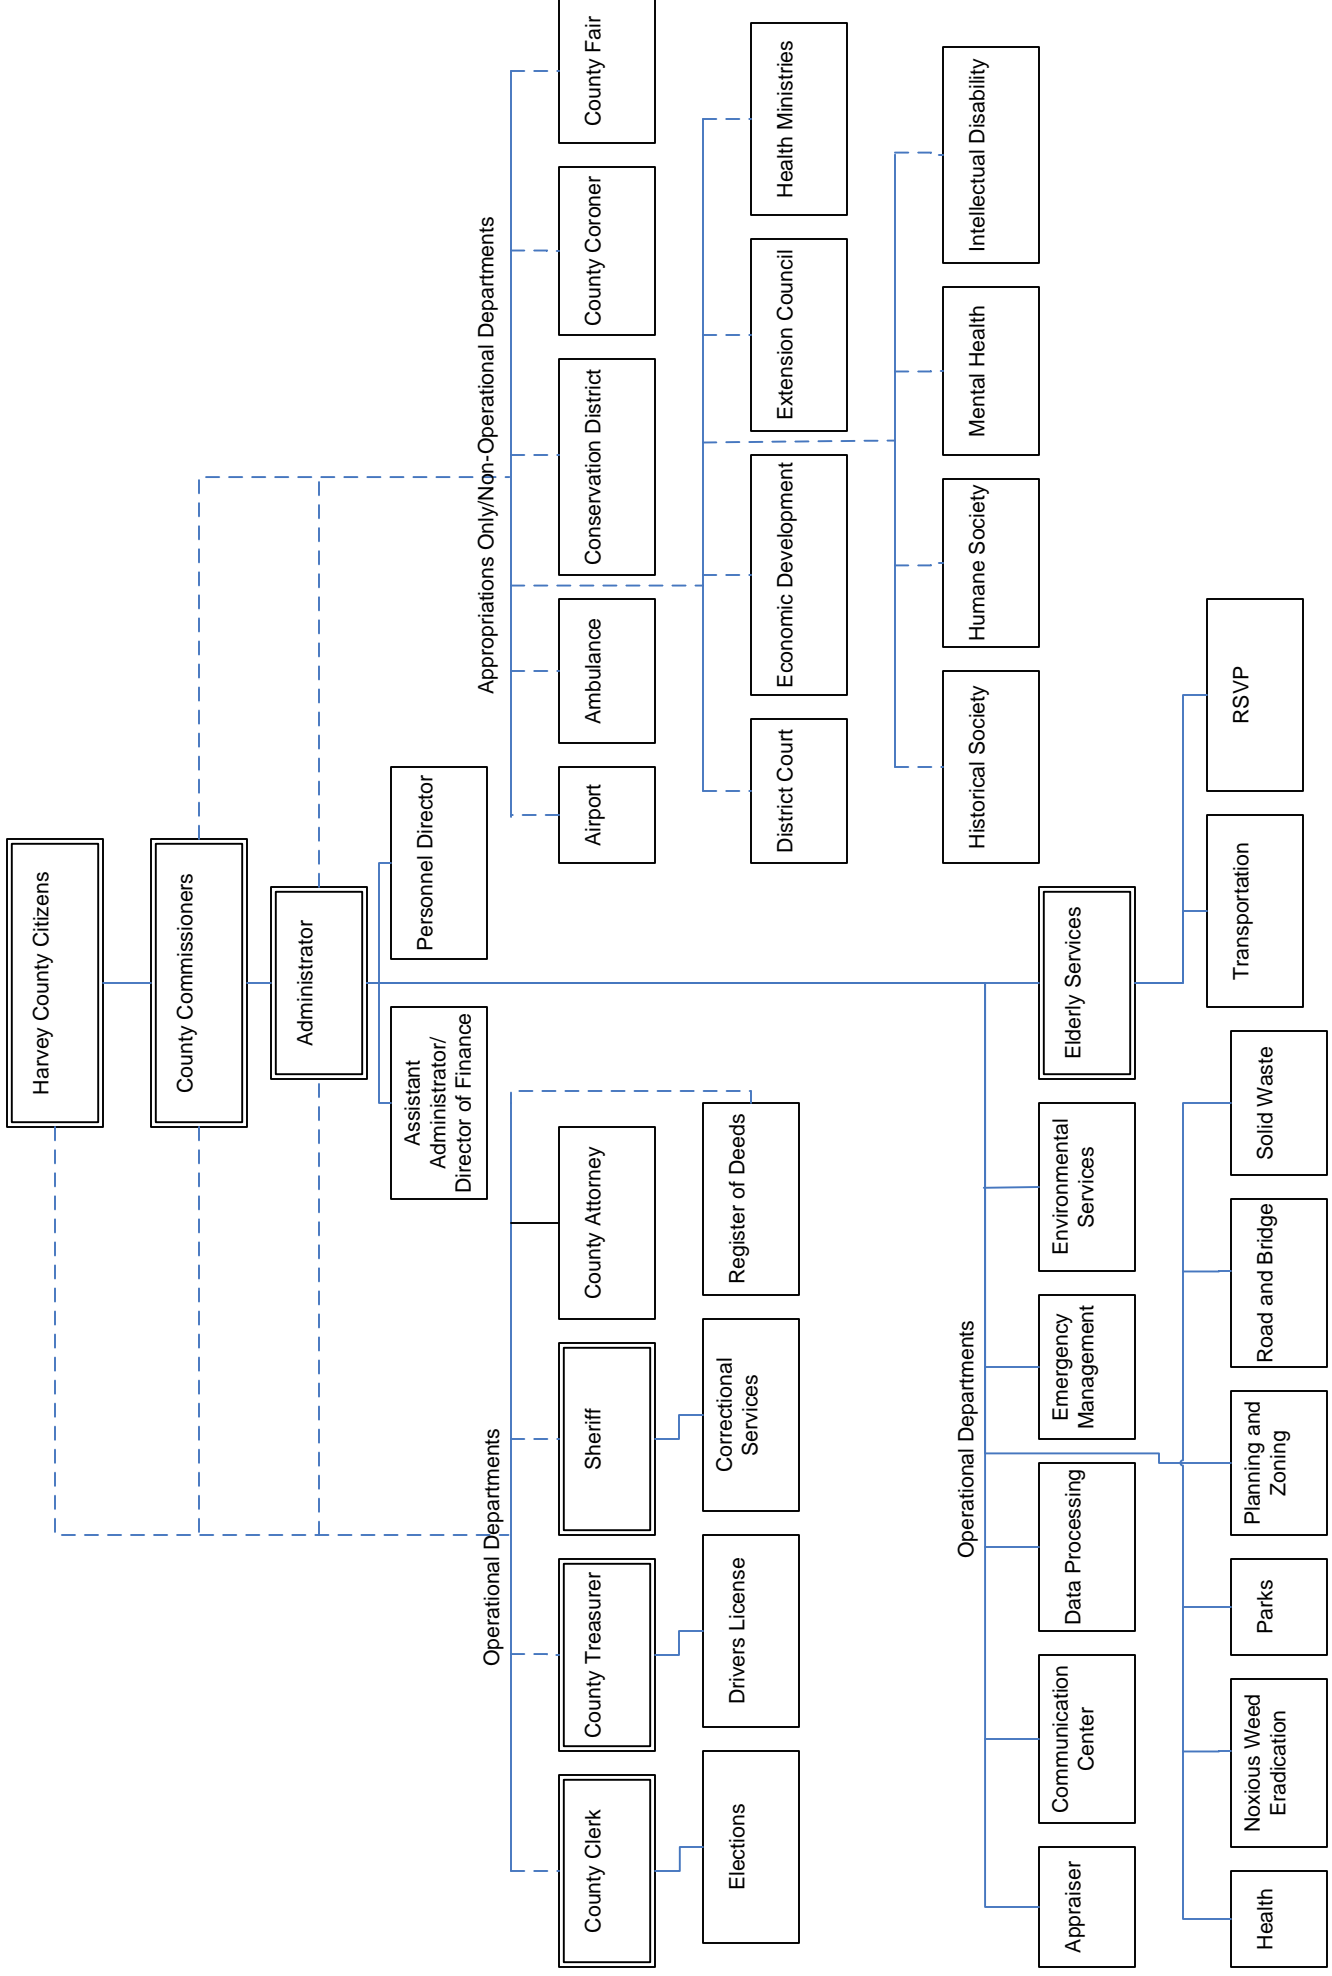 Harvey County Citizens
County Commissioners
Administrator
Assistant
Administrator/
Director of Finance
Personnel Director
Operational Departments
Appropriations Only/Non-Operational Departments
County Clerk
County Treasurer
Sheriff
County Attorney
Airport
Ambulance
Conservation District
County Coroner
County Fair
Elections
Drivers License
Correctional
Services
Register of Deeds
District Court
Economic Development
Extension Council
Health Ministries
Historical Society
Humane Society
Mental Health
Intellectual Disability
Operational Departments
Appraiser
Communication
Center
Data Processing
Emergency
Management
Environmental
Services
Elderly Services
Transportation
RSVP
Health
Noxious Weed
Eradication
Parks
Planning and
Zoning
Road and Bridge
Solid Waste